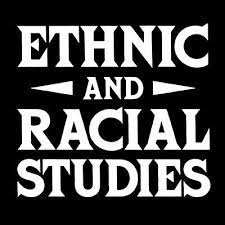 ETHNIC
AND
RACIAL
STUDIES